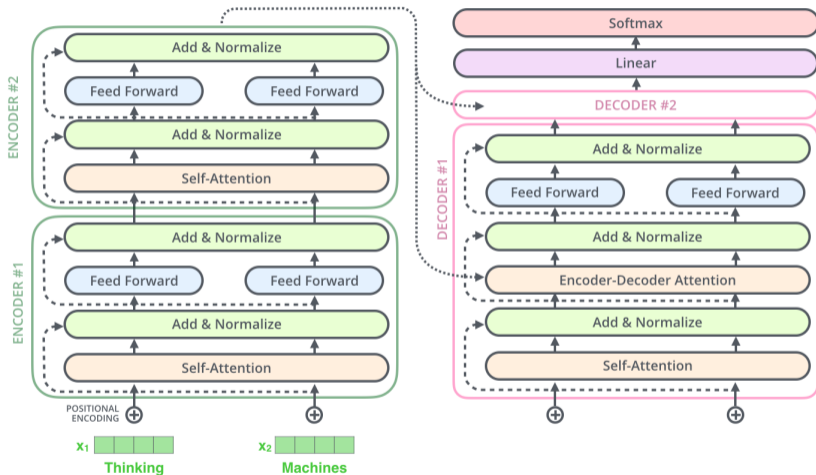 ENCODER #2
Add & Normalize
Feed Forward
Feed Forward
Add & Normalize
Self-Attention
ENCODER #1
Add & Normalize
Feed Forward
Feed Forward
Add & Normalize
Self-Attention
POSITIONAL
ENCODING
x1
x2
Thinking
Machines
Softmax
Linear
DECODER #2
DECODER #1
Add & Normalize
Feed Forward
Feed Forward
Add & Normalize
Encoder-Decoder Attention
Add & Normalize
Self-Attention